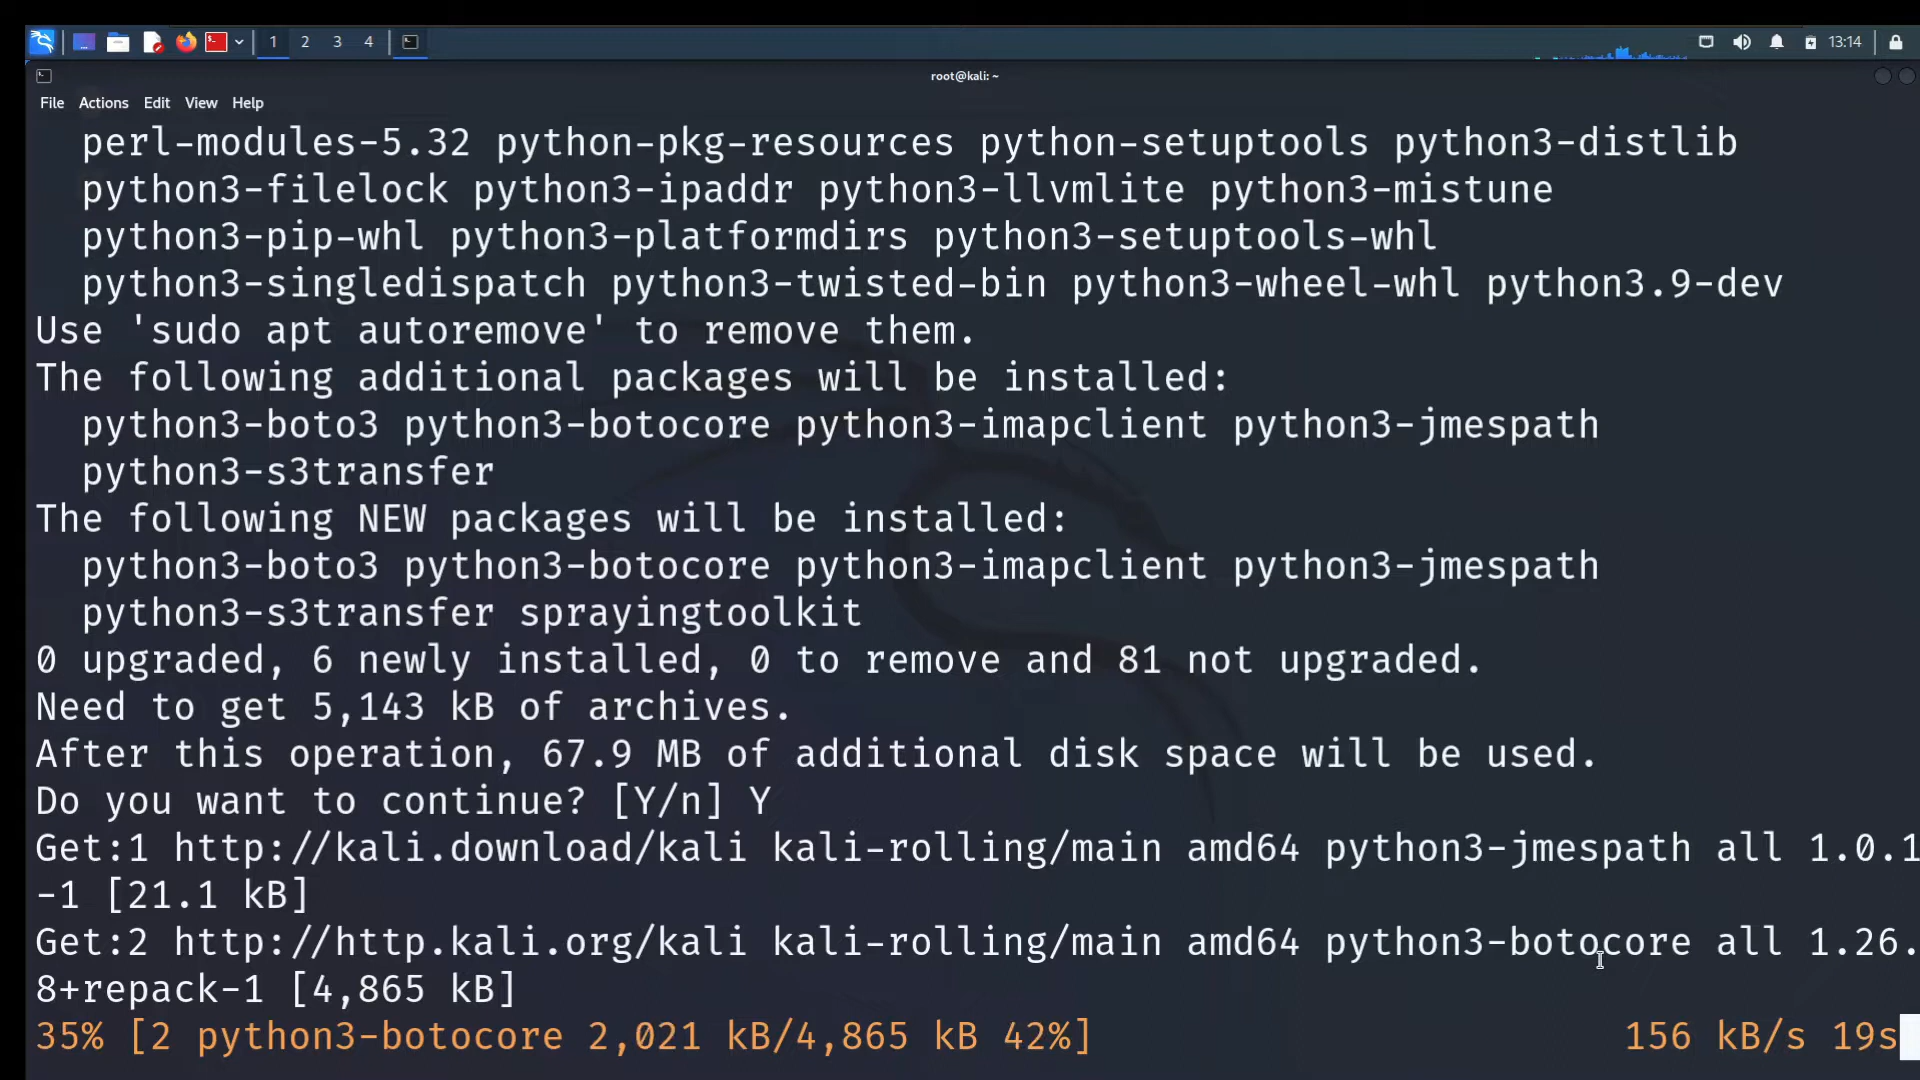 1 2 3 4 13:14
root@kali: ~
File Actions Edit View Help
perl-modules-5.32 python-pkg-resources python-setuptools python3-distlib
python3-filelock python3-ipaddr python3-llvmlite python3-mistune
python3-pip-whl python3-platformdirs python3-setuptools-whl
python3-singledispatch python3-twisted-bin python3-wheel-whl python3.9-dev
Use 'sudo apt autoremove' to remove them.
The following additional packages will be installed:
python3-boto3 python3-botocore python3-imapclient python3-jmespath
python3-s3transfer
The following NEW packages will be installed:
python3-boto3 python3-botocore python3-imapclient python3-jmespath
python3-s3transfer sprayingtoolkit
0 upgraded, 6 newly installed, 0 to remove and 81 not upgraded.
Need to get 5,143 kB of archives.
After this operation, 67.9 MB of additional disk space will be used.
Do you want to continue? [Y/n] Y
Get:1 http://kali.download/kali kali-rolling/main amd64 python3-jmespath all 1.0.1
-1 [21.1 kB]
Get:2 http://http.kali.org/kali kali-rolling/main amd64 python3-botocore all 1.26.
8+repack-1 [4,865 kB]
35% [2 python3-botocore 2,021 kB/4,865 kB 42%] 156 kB/s 19s